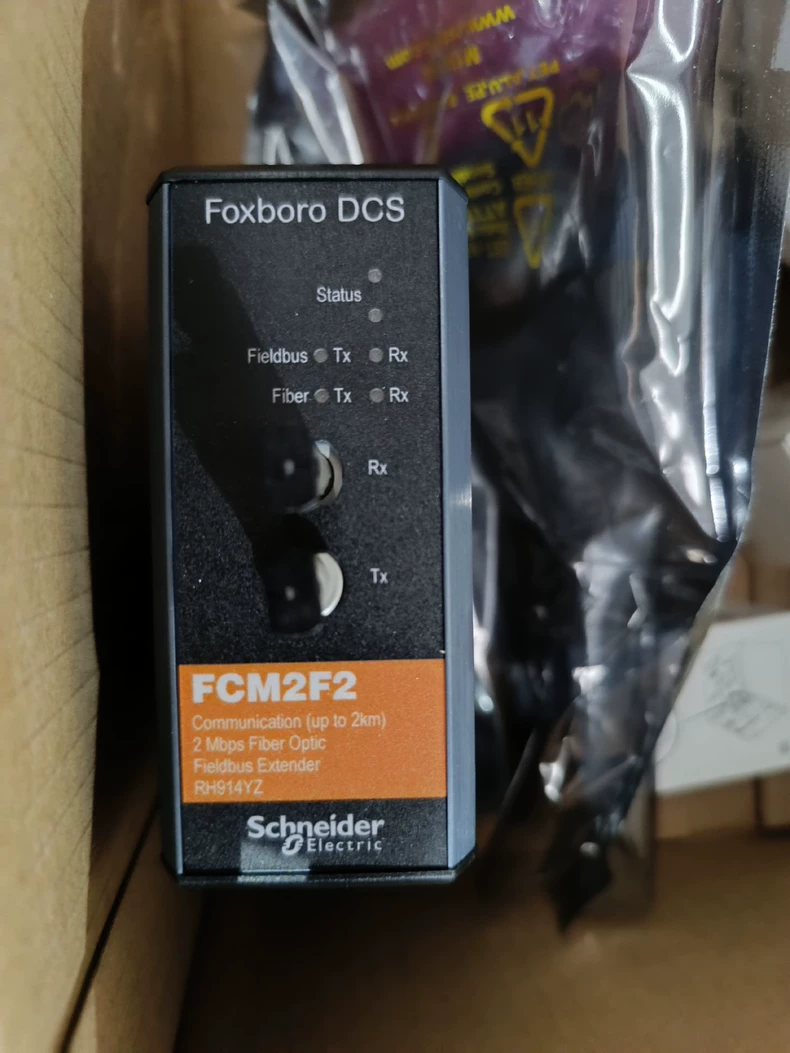 Foxboro DCS
Status
Fieldbus Tx Rx
Fiber Tx Rx
Rx
Tx
FCM2F2
Communication (up to 2km)
2 Mbps Fiber Optic
Fieldbus Extender
RH914YZ
Schneider
Electric
11